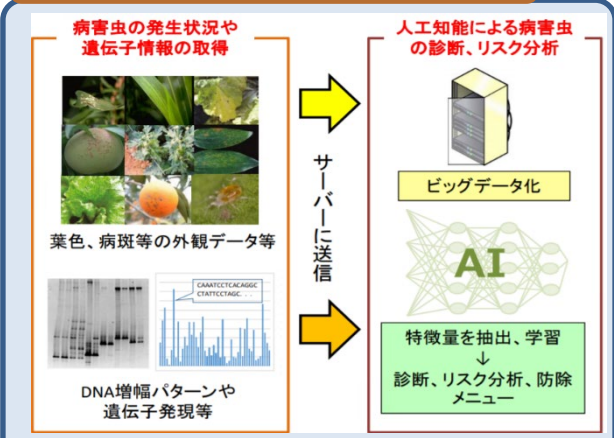 病害虫の発生状況や
遺伝子情報の取得
葉色、病斑等の外観データ等
CAAATCCTCACAGGC
CTATTCCTAGC...
DNA増幅パターンや
遺伝子発現等
サーバーに送信
人工知能による病害虫
の診断、リスク分析
ビッグデータ化
AI
特徴量を抽出、学習
↓
診断、リスク分析、防除
メニュー